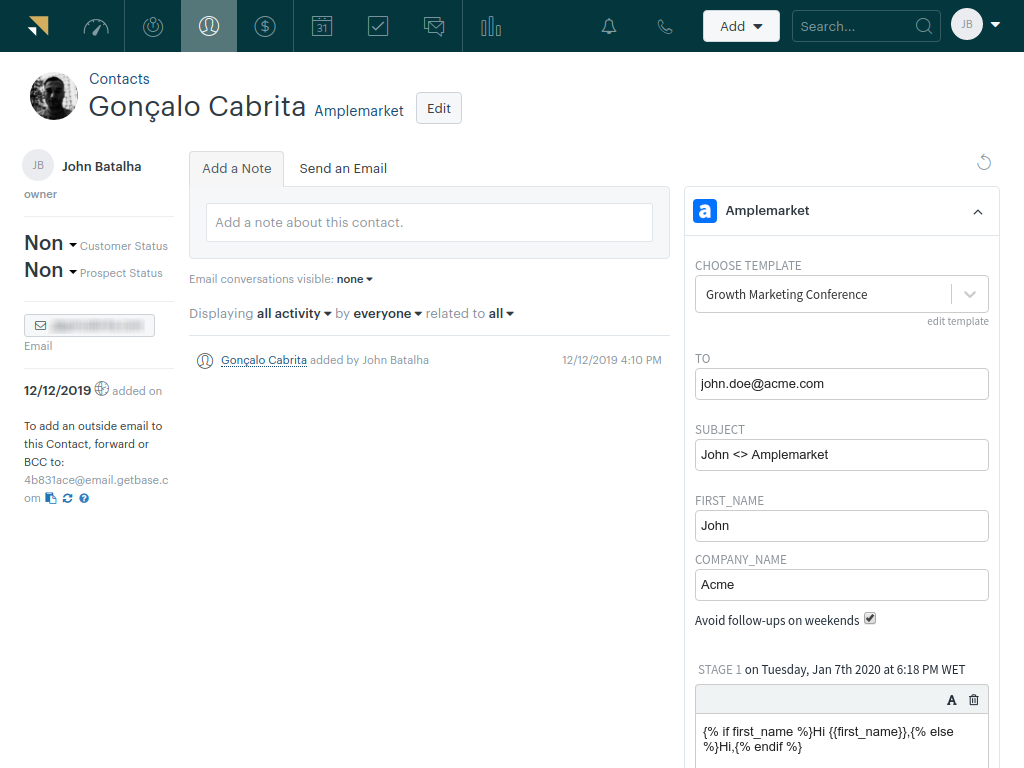 31
Add
Search...
JB
Contacts
Gonçalo Cabrita Amplemarket Edit
JB John Batalha
owner
Non Customer Status
Non Prospect Status
Email
12/12/2019 added on
To add an outside email to
this Contact, forward or
BCC to:
4b831ace@email.getbase.c
om
Add a Note Send an Email
Add a note about this contact.
Email conversations visible: none
Displaying all activity by everyone related to all
Gonçalo Cabrita added by John Batalha 12/12/2019 4:10 PM
a Amplemarket
CHOOSE TEMPLATE
Growth Marketing Conference
edit template
TO
john.doe@acme.com
SUBJECT
John <> Amplemarket
FIRST_NAME
John
COMPANY_NAME
Acme
Avoid follow-ups on weekends
STAGE 1 on Tuesday, Jan 7th 2020 at 6:18 PM WET
A
{% if first_name %}Hi {{first_name}},{% else
%}Hi,{% endif %}